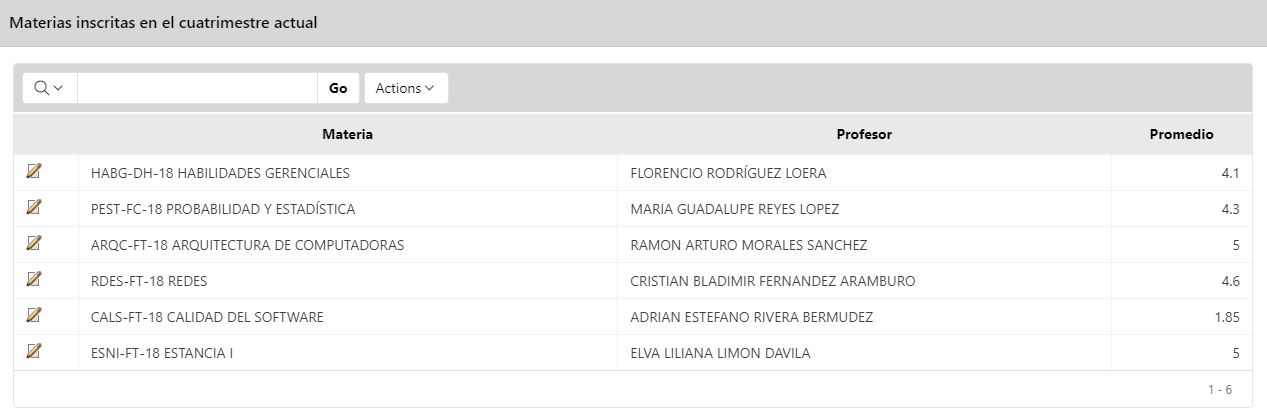 Materias inscritas en el cuatrimestre actual
Go Actions
Materia Profesor Promedio
HABG-DH-18 HABILIDADES GERENCIALES FLORENCIO RODRÍGUEZ LOERA 4.1
PEST-FC-18 PROBABILIDAD Y ESTADÍSTICA MARIA GUADALUPE REYES LOPEZ 4.3
ARQC-FT-18 ARQUITECTURA DE COMPUTADORAS RAMON ARTURO MORALES SANCHEZ 5
RDES-FT-18 REDES CRISTIAN BLADIMIR FERNANDEZ ARAMBURO 4.6
CALS-FT-18 CALIDAD DEL SOFTWARE ADRIAN ESTEFANO RIVERA BERMUDEZ 1.85
ESNI-FT-18 ESTANCIA I ELVA LILIANA LIMON DAVILA 5
1 - 6